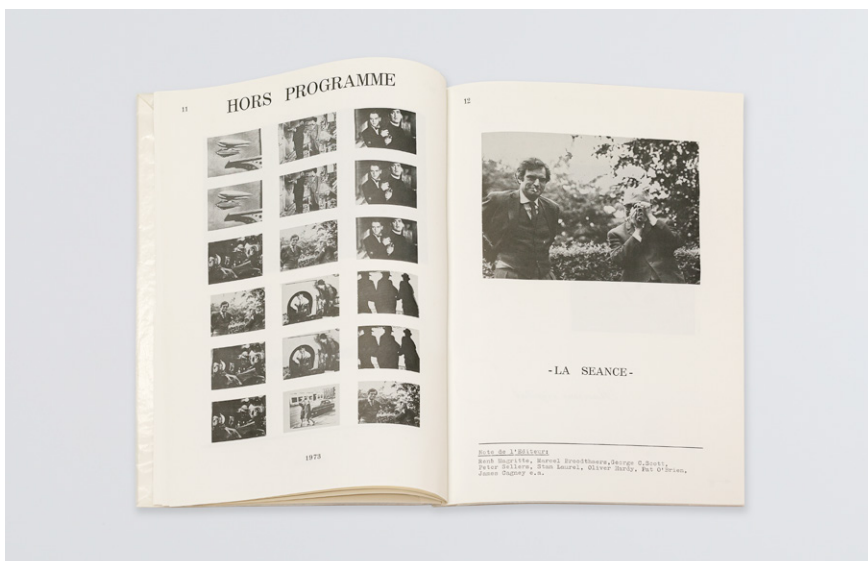 11
HORS PROGRAMME
1973
12
-LA SEANCE-
Note de l'Editeur:
René Magritte, Marcel Broodthaers,George C.Scott,
Peter Sellers, Stan Laurel, Oliver Hardy, Pat O'Brien,
James Cagney e.a.